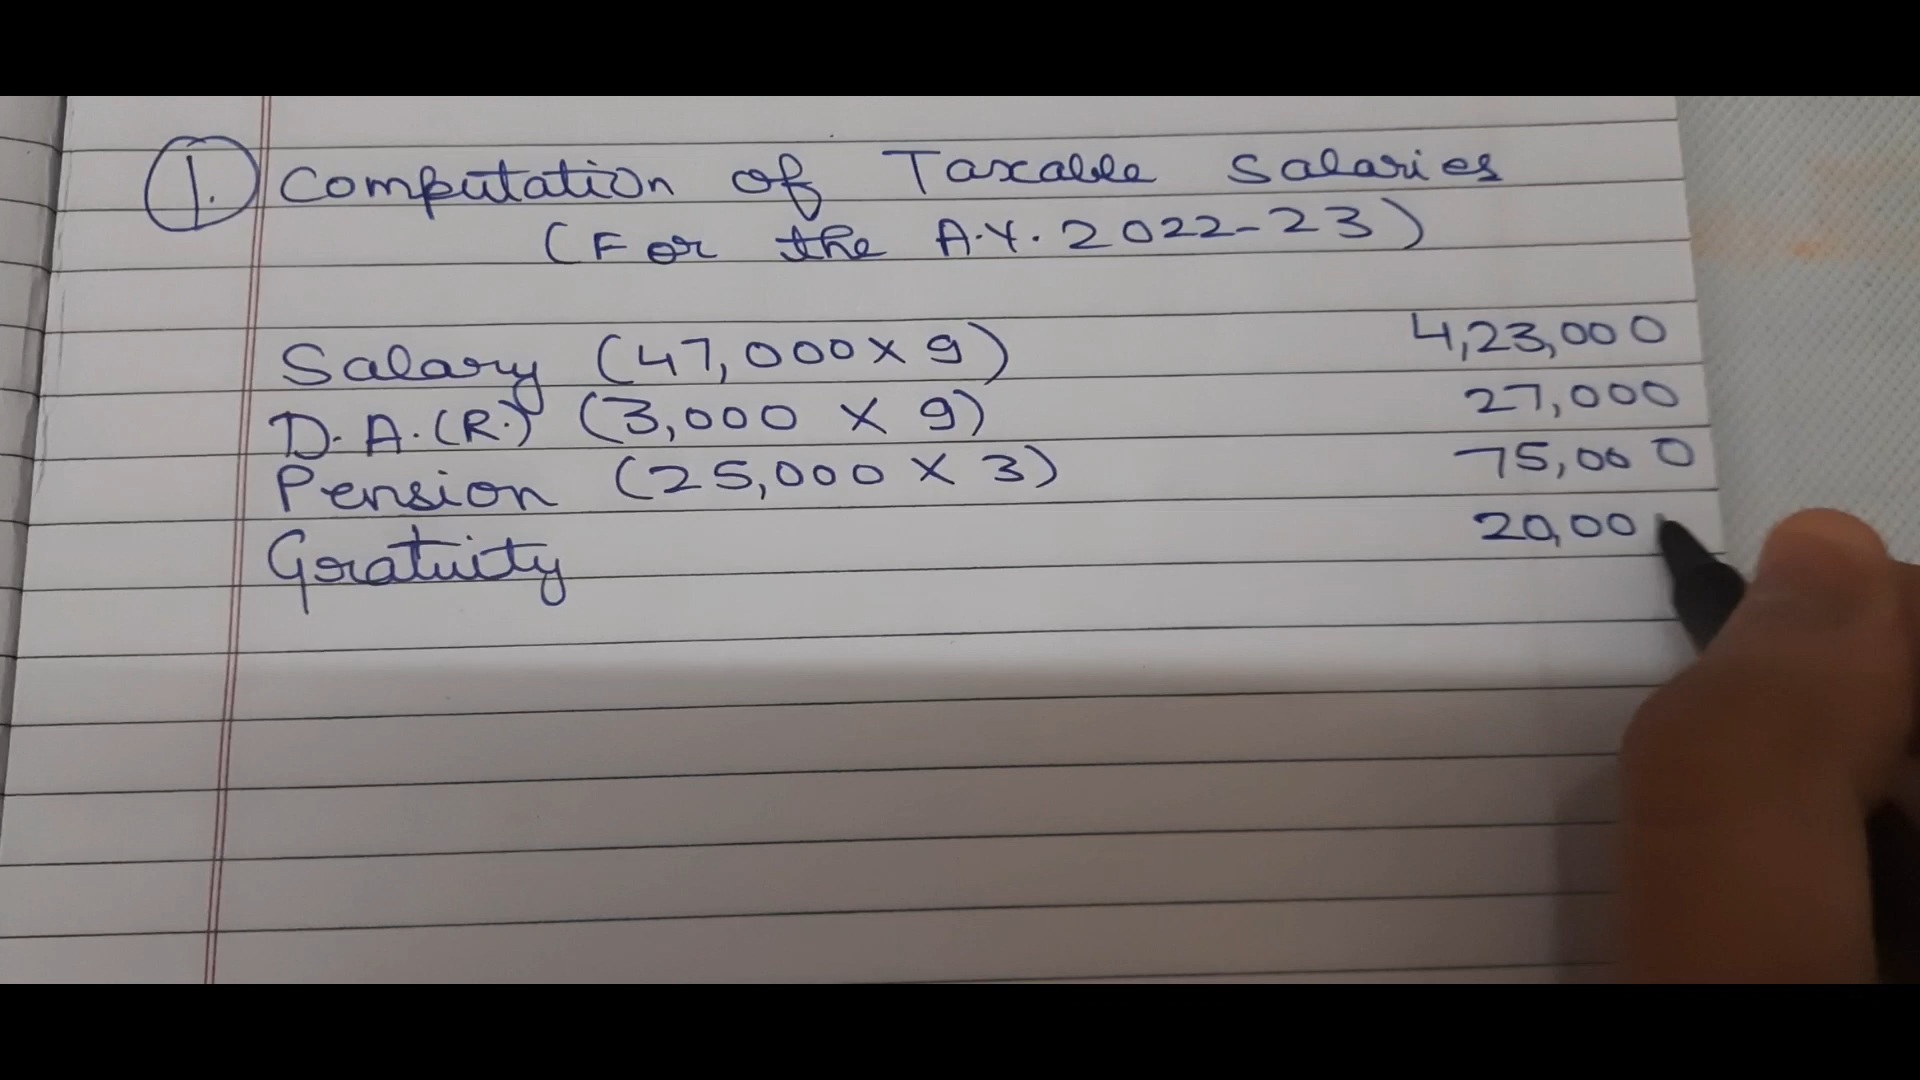 1. Computation of Taxable Salaries
(For the A.Y. 2022-23)
Salary (47,000 x 9) 4,23,000
D.A.(R.) (3,000 X 9) 27,000
Pension (25,000 X 3) 75,000
Gratuity 20,00